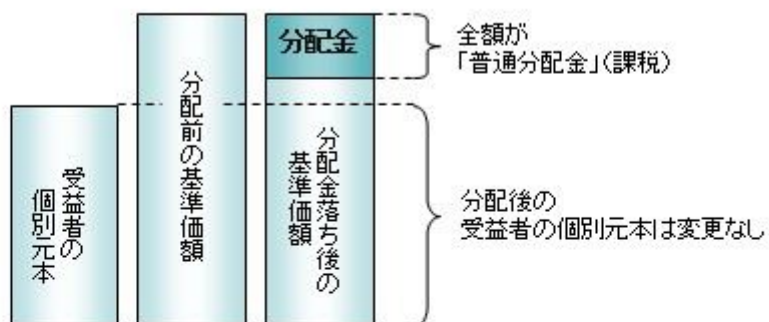 受益者の
個別元本
分配前の基準価額
分配金
分配金落ち後の
基準価額
全額が
「普通分配金」(課税)
分配後の
受益者の個別元本は変更なし